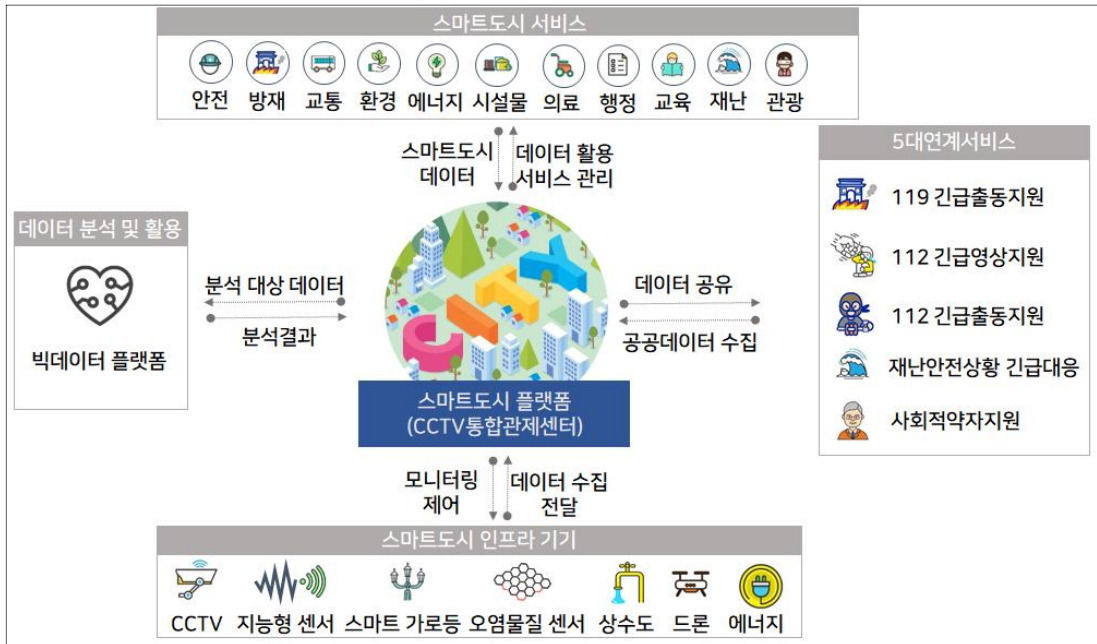 스마트도시 서비스
안전 방재 교통 환경 에너지 시설물 의료 행정 교육 재난 관광
스마트도시
데이터
데이터 활용
서비스 관리
데이터 분석 및 활용
빅데이터 플랫폼
분석 대상 데이터
분석결과
CITY
스마트도시 플랫폼
(CCTV통합관제센터)
데이터 공유
공공데이터 수집
5대연계서비스
119 긴급출동지원
112 긴급영상지원
112 긴급출동지원
재난안전상황 긴급대응
사회적약자지원
모니터링
제어
데이터 수집
전달
스마트도시 인프라 기기
CCTV 지능형 센서 스마트 가로등 오염물질 센서 상수도 드론 에너지